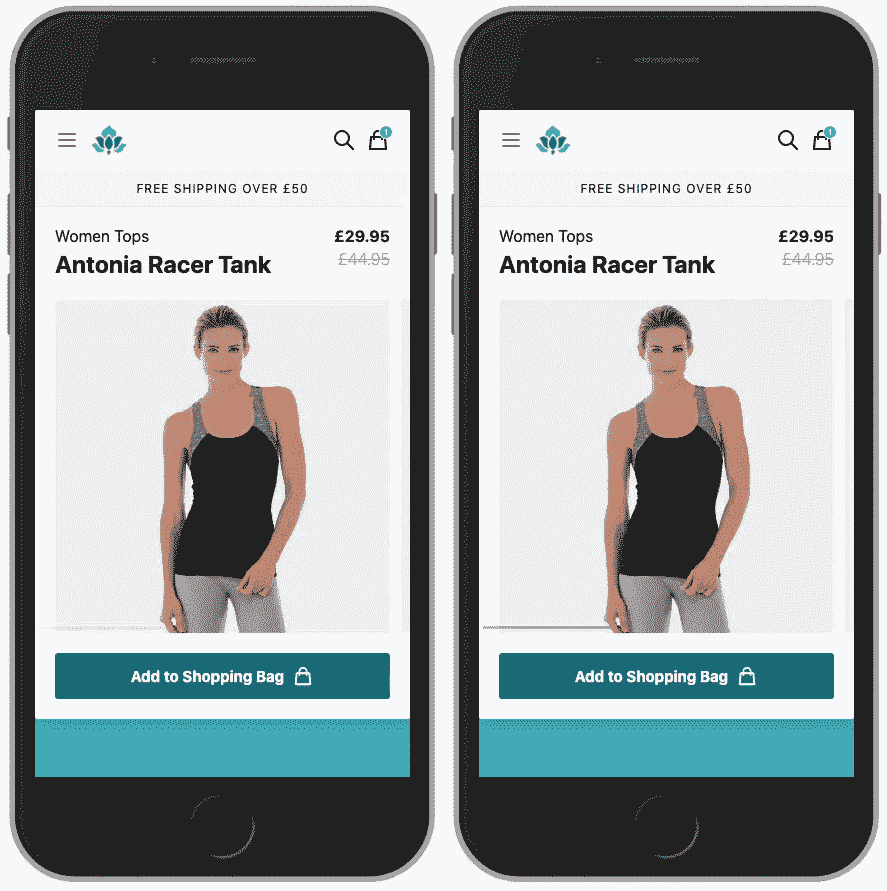 1
FREE SHIPPING OVER £50
Women Tops
£29.95
Antonia Racer Tank
£44.95
Add to Shopping Bag
1
FREE SHIPPING OVER £50
Women Tops
£29.95
Antonia Racer Tank
£44.95
Add to Shopping Bag